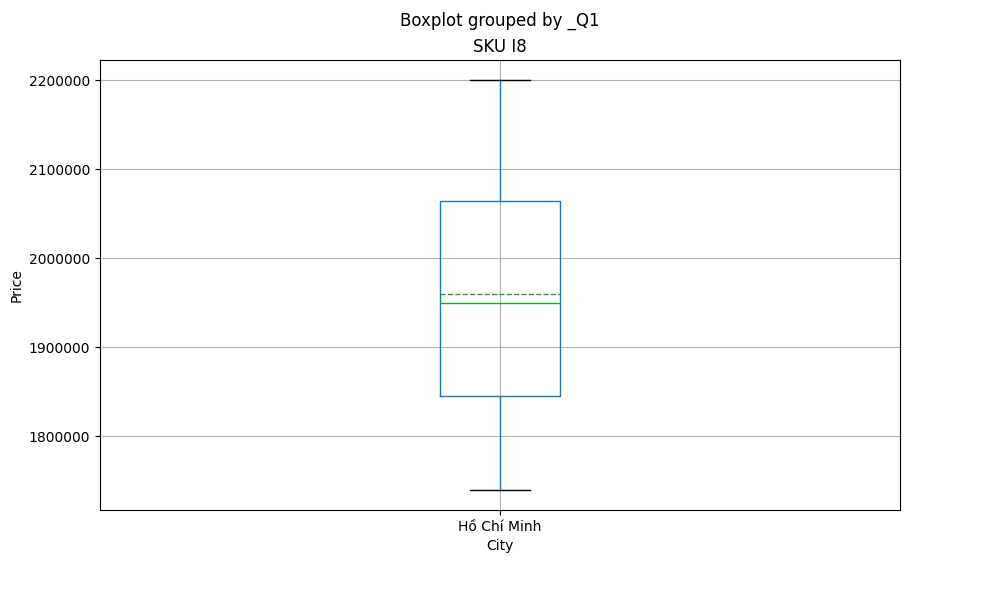 Boxplot grouped by _Q1
SKU I8
2200000
2100000
2000000
1900000
1800000
Price
Hồ Chí Minh
City